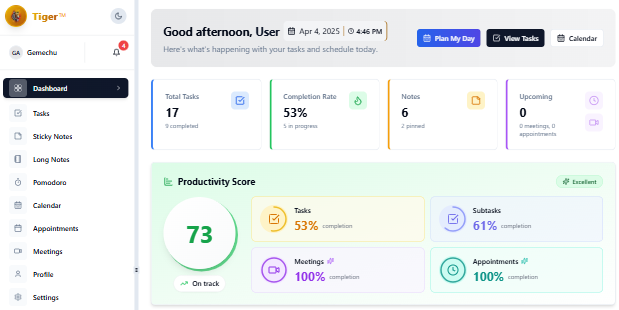 Tiger™
Gemechu
GA
4
Dashboard
Tasks
Sticky Notes
Long Notes
Pomodoro
Calendar
Appointments
Meetings
Profile
Settings
Good afternoon, User
Apr 4, 2025
4:46 PM
Here's what's happening with your tasks and schedule today.
Plan My Day
View Tasks
Calendar
Total Tasks
17
9 completed
Completion Rate
53%
5 in progress
Notes
6
2 pinned
Upcoming
0
0 meetings, 0
appointments
Productivity Score
Excellent
73
On track
Tasks
53% completion
Subtasks
61% completion
Meetings
100% completion
Appointments
100% completion